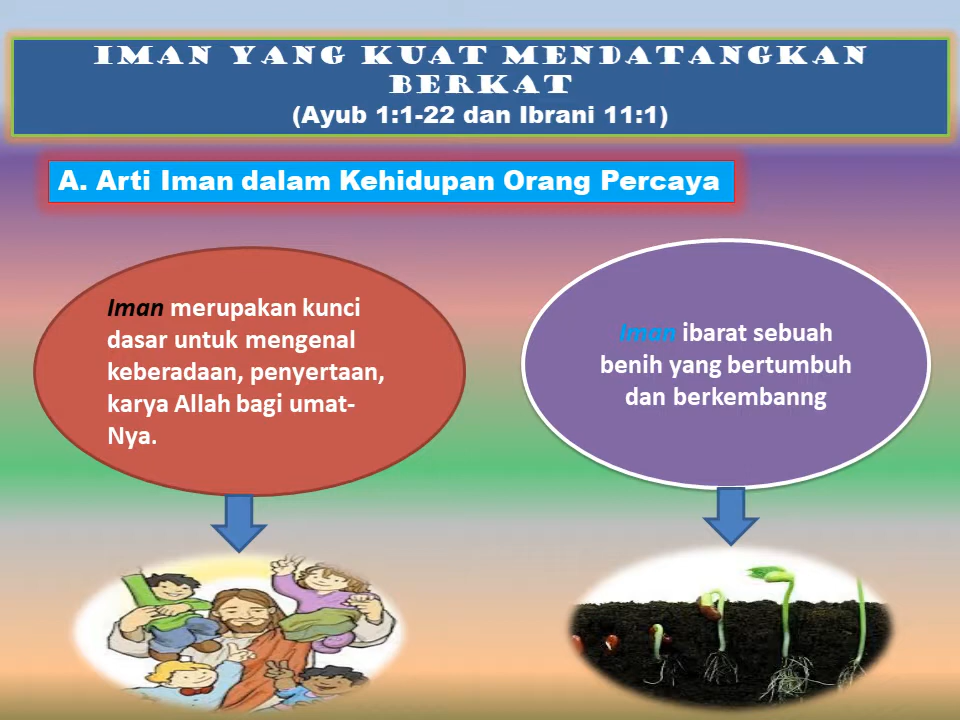 IMAN YANG KUAT MENDATANGKAN
BERKAT
(Ayub 1:1-22 dan Ibrani 11:1)
A. Arti Iman dalam Kehidupan Orang Percaya
Iman merupakan kunci
dasar untuk mengenal
keberadaan, penyertaan,
karya Allah bagi umat-
Nya.
Iman ibarat sebuah
benih yang bertumbuh
dan berkembanng